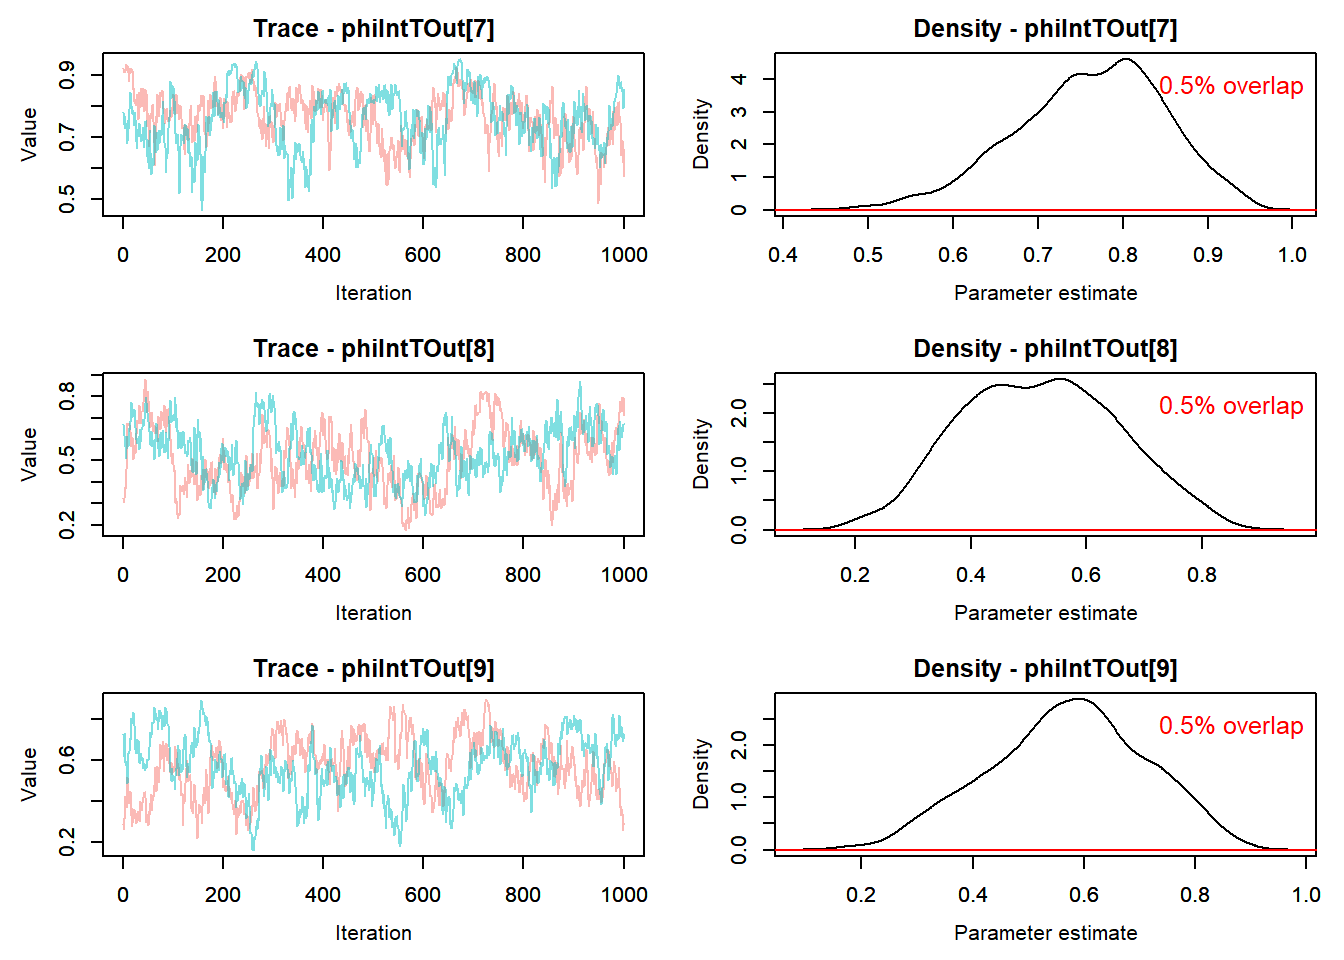 Trace - phiIntTOut[7]
Value
0.5 0.7 0.9
0 200 400 600 800 1000
Iteration
Density - phiIntTOut[7]
Density
0 1 2 3 4
0.5% overlap
0.4 0.5 0.6 0.7 0.8 0.9 1.0
Parameter estimate
Trace - phiIntTOut[8]
Value
0.2 0.5 0.8
0 200 400 600 800 1000
Iteration
Density - phiIntTOut[8]
Density
0.0 1.0 2.0
0.5% overlap
0.2 0.4 0.6 0.8
Parameter estimate
Trace - phiIntTOut[9]
Value
0.2 0.6
0 200 400 600 800 1000
Iteration
Density - phiIntTOut[9]
Density
0.0 1.0 2.0
0.5% overlap
0.2 0.4 0.6 0.8 1.0
Parameter estimate